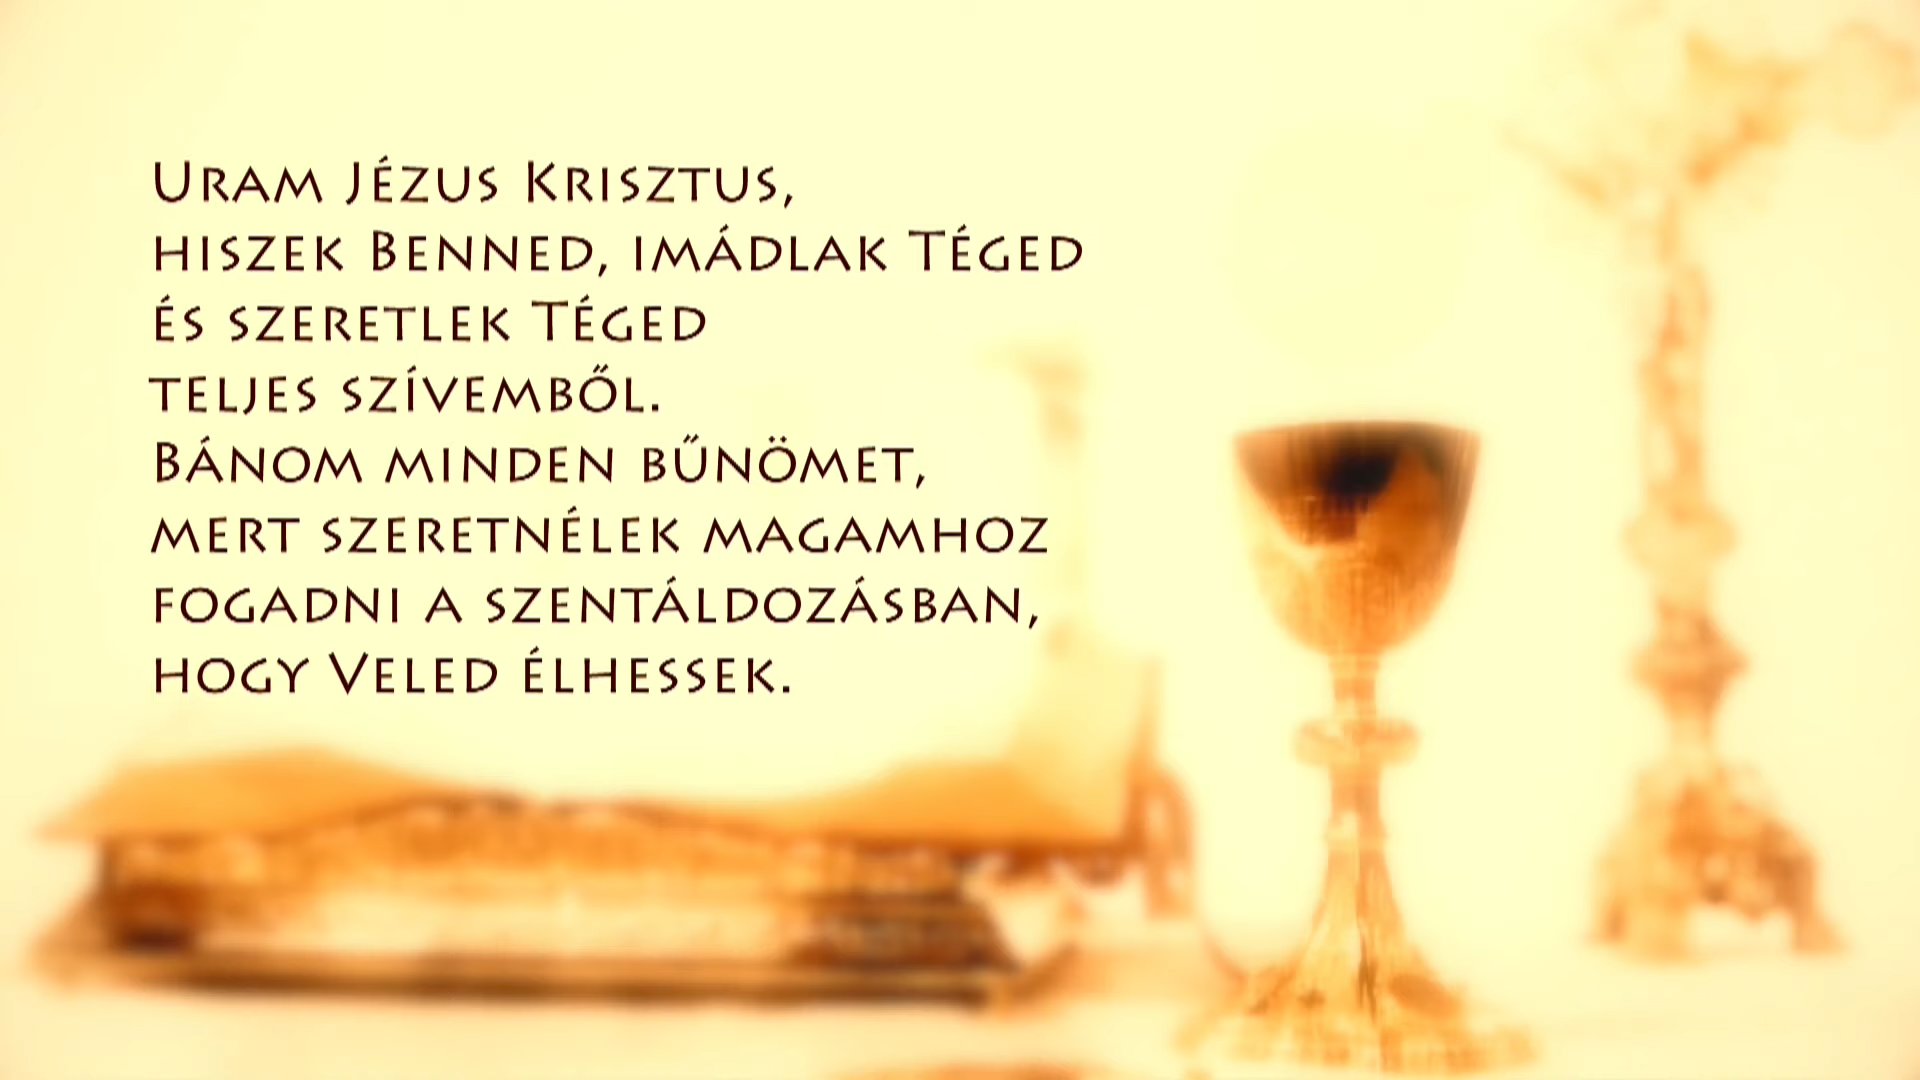 Uram Jézus Krisztus,
hiszek Benned, imádlak Téged
és szeretlek Téged
teljes szívemből.
Bánom minden bűnömet,
mert szeretnélek magamhoz
fogadni a szentáldozásban,
hogy Veled élhessek.